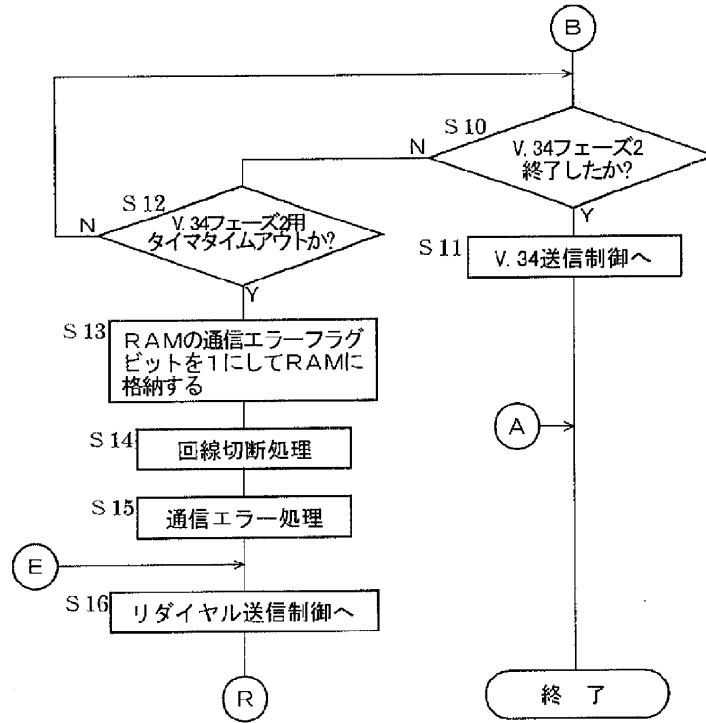 B
S10
N
V.34フェーズ2
終了したか?
Y
S12
N
V.34フェーズ2用
タイマタイムアウトか?
Y
S11
V.34送信制御へ
S13
RAMの通信エラーフラグ
ビットを1にしてRAMに
格納する
A
S14
回線切断処理
S15
通信エラー処理
E
S16
リダイヤル送信制御へ
R
終了